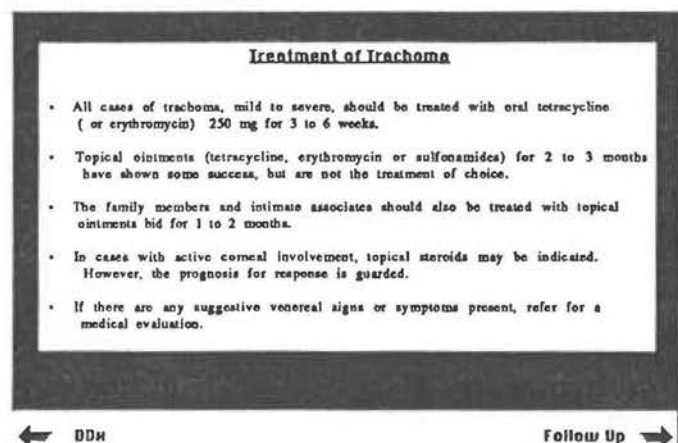 Treatment of Trachoma
• All cases of trachoma, mild to severe, should be treated with oral tetracycline
( or erythromycin) 250 mg for 3 to 6 weeks.
• Topical ointments (tetracycline, erythromycin or sulfonamides) for 2 to 3 months
have shown some success, but are not the treatment of choice.
• The family members and intimate associates should also be treated with topical
ointments bid for 1 to 2 months.
• In cases with active corneal involvement, topical steroids may be indicated.
However, the prognosis for response is guarded.
• If there are any suggestive venereal signs or symptoms present, refer for a
medical evaluation.
DDx
Follow Up